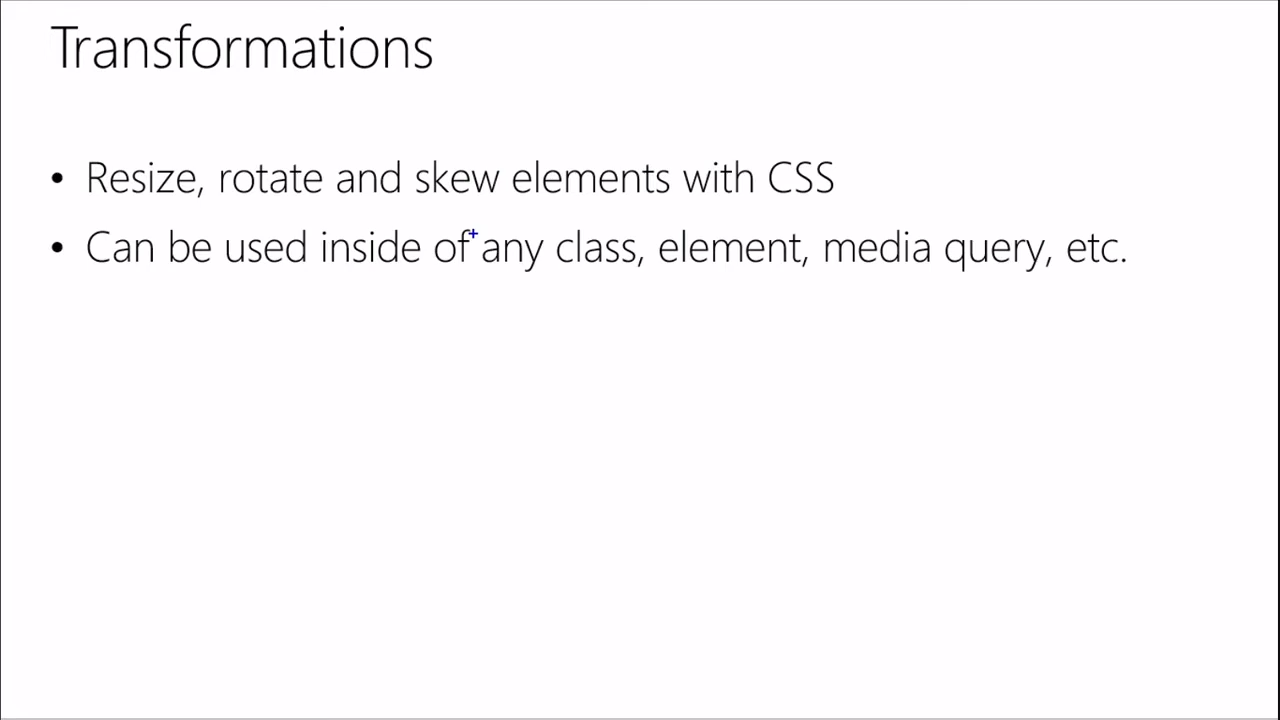 Transformations
• Resize, rotate and skew elements with CSS
• Can be used inside of any class, element, media query, etc.